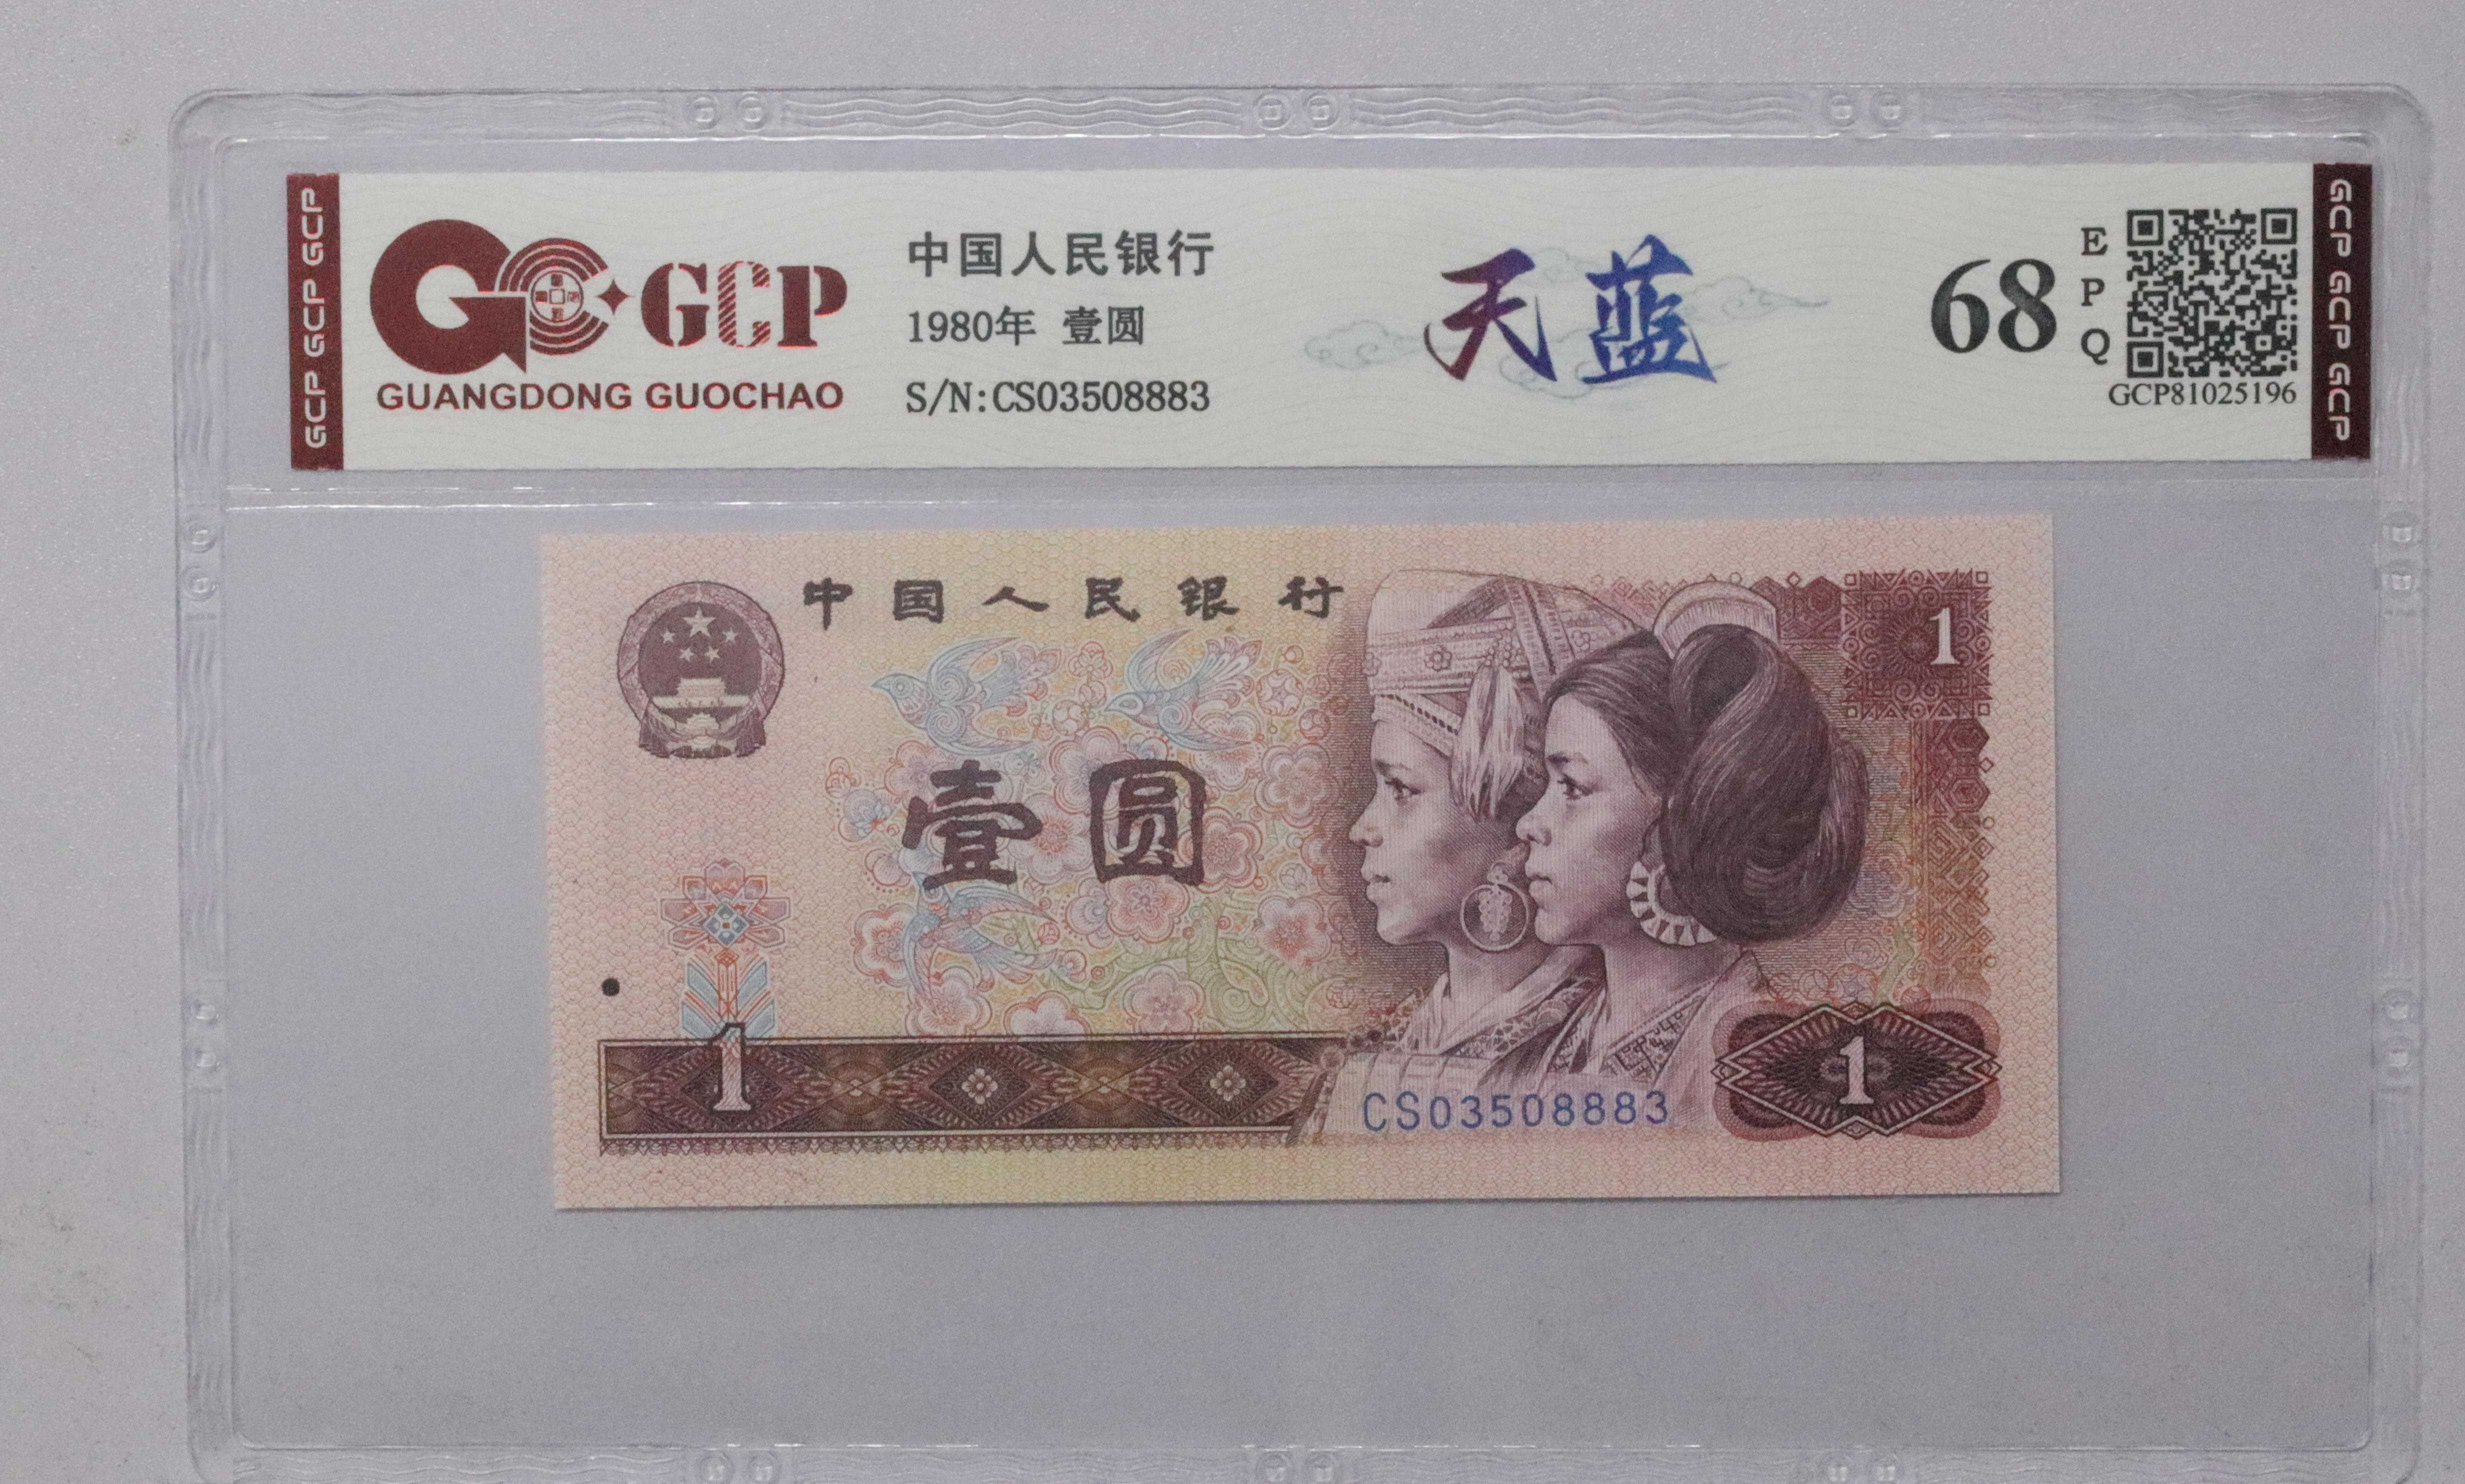 GCP GCP GCP
GCP
GUANGDONG GUOCHAO
中国人民银行
1980年 壹圆
S/N:CS03508883
天蓝
68
EPQ
GCP81025196
GCP GCP GCP
中国人民银行
1
壹圆
1
CS03508883
1